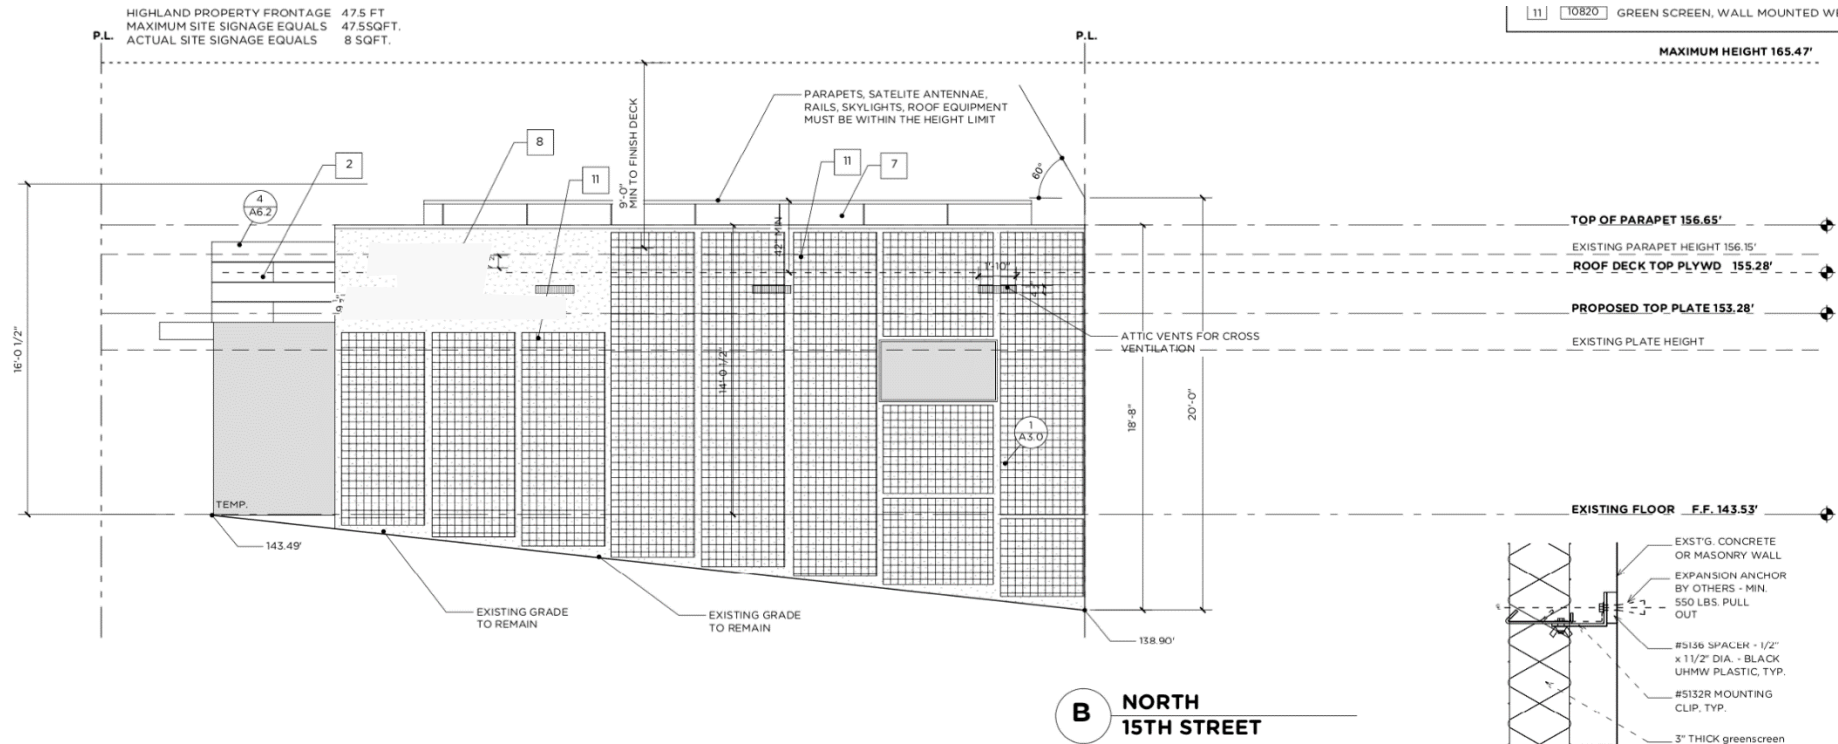 HIGHLAND PROPERTY FRONTAGE 47.5 FT
MAXIMUM SITE SIGNAGE EQUALS 47.5SQFT.
ACTUAL SITE SIGNAGE EQUALS 8 SQFT.
P.L.
P.L.
11 10820 GREEN SCREEN, WALL MOUNTED
MAXIMUM HEIGHT 165.47'
PARAPETS, SATELITE ANTENNAE,
RAILS, SKYLIGHTS, ROOF EQUIPMENT
MUST BE WITHIN THE HEIGHT LIMIT
9'-0"
MIN TO FINISH DECK
8
2
11
11
7
60°
4
A6.2
42" MIN
TOP OF PARAPET 156.65'
EXISTING PARAPET HEIGHT 156.15'
ROOF DECK TOP PLYWD 155.28'
1'-10"
PROPOSED TOP PLATE 153.28'
ATTIC VENTS FOR CROSS
VENTILATION
EXISTING PLATE HEIGHT
16'-0 1/2"
14'-0 1/2"
18'-8"
20'-0"
1
A3.0
TEMP.
EXISTING FLOOR F.F. 143.53'
143.49'
EXISTING GRADE
TO REMAIN
EXISTING GRADE
TO REMAIN
138.90'
EXST'G. CONCRETE
OR MASONRY WALL
EXPANSION ANCHOR
BY OTHERS - MIN.
550 LBS. PULL
OUT
#5136 SPACER - 1/2"
x 1 1/2" DIA. - BLACK
UHMW PLASTIC, TYP.
#5132R MOUNTING
CLIP, TYP.
3" THICK greenscreen
B NORTH
15TH STREET